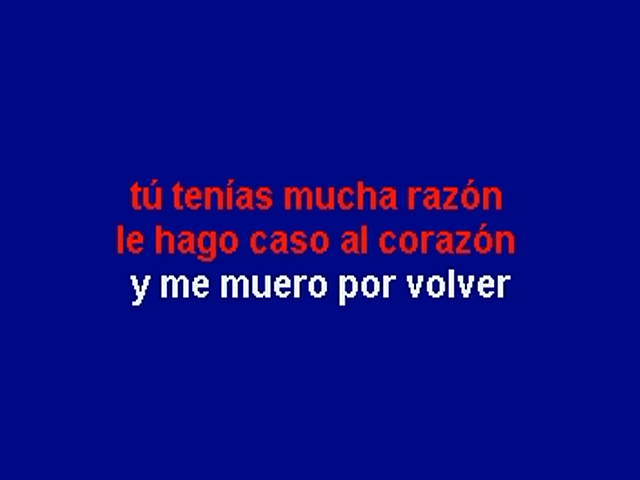 tú tenías mucha razón
le hago caso al corazón
y me muero por volver